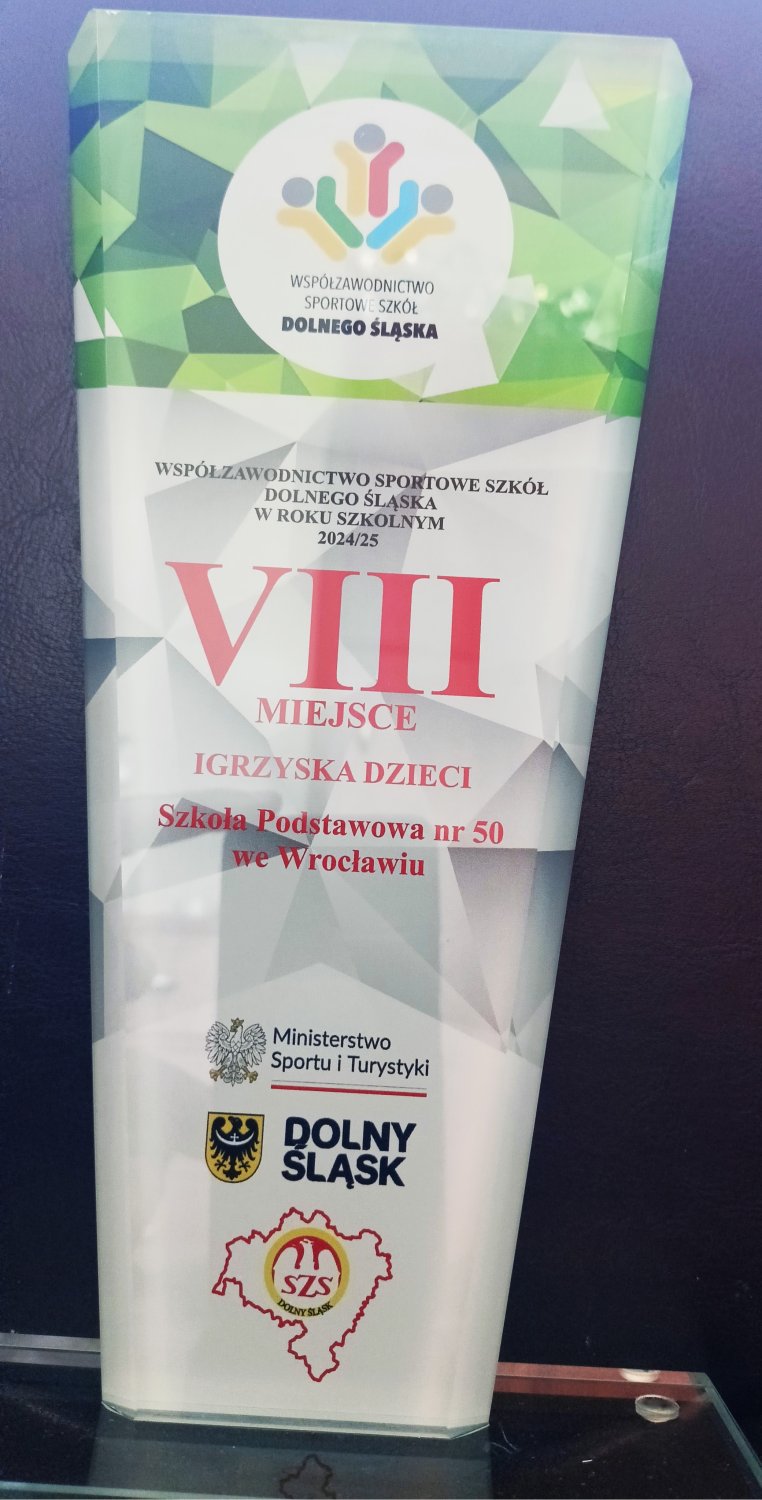 WSPÓŁZAWODNICTWO
SPORTOWE SZKÓŁ
DOLNEGO ŚLĄSKA
WSPÓŁZAWODNICTWO SPORTOWE SZKÓŁ
DOLNEGO ŚLĄSKA
W ROKU SZKOLNYM
2024/25
VIII
MIEJSCE
IGRZYSKA DZIECI
Szkoła Podstawowa nr 50
we Wrocławiu
Ministerstwo
Sportu i Turystyki
DOLNY
ŚLĄSK
SZS
DOLNY ŚLĄSK